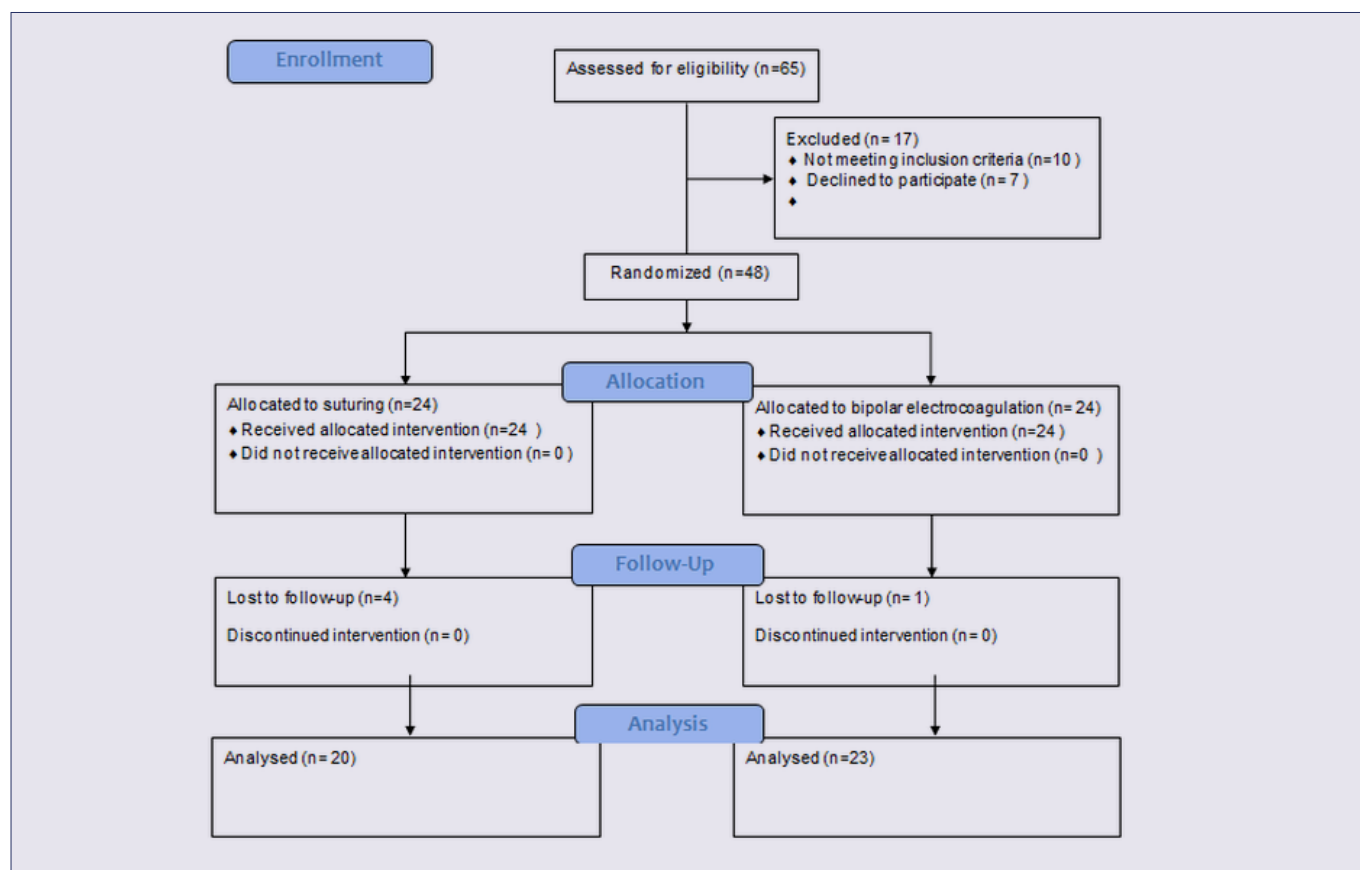 Enrollment
Assessed for eligibility (n=65)
Excluded (n= 17)
♦ Not meeting inclusion criteria (n=10 )
♦ Declined to participate (n= 7 )
♦
Randomized (n=48)
Allocation
Allocated to suturing (n=24)
♦ Received allocated intervention (n=24 )
♦ Did not receive allocated intervention (n= 0 )
Allocated to bipolar electrocoagulation (n= 24)
♦ Received allocated intervention (n=24 )
♦ Did not receive allocated intervention (n=0 )
Follow-Up
Lost to follow-up (n=4)
Discontinued intervention (n= 0)
Lost to follow-up (n= 1)
Discontinued intervention (n= 0)
Analysis
Analysed (n= 20)
Analysed (n=23)